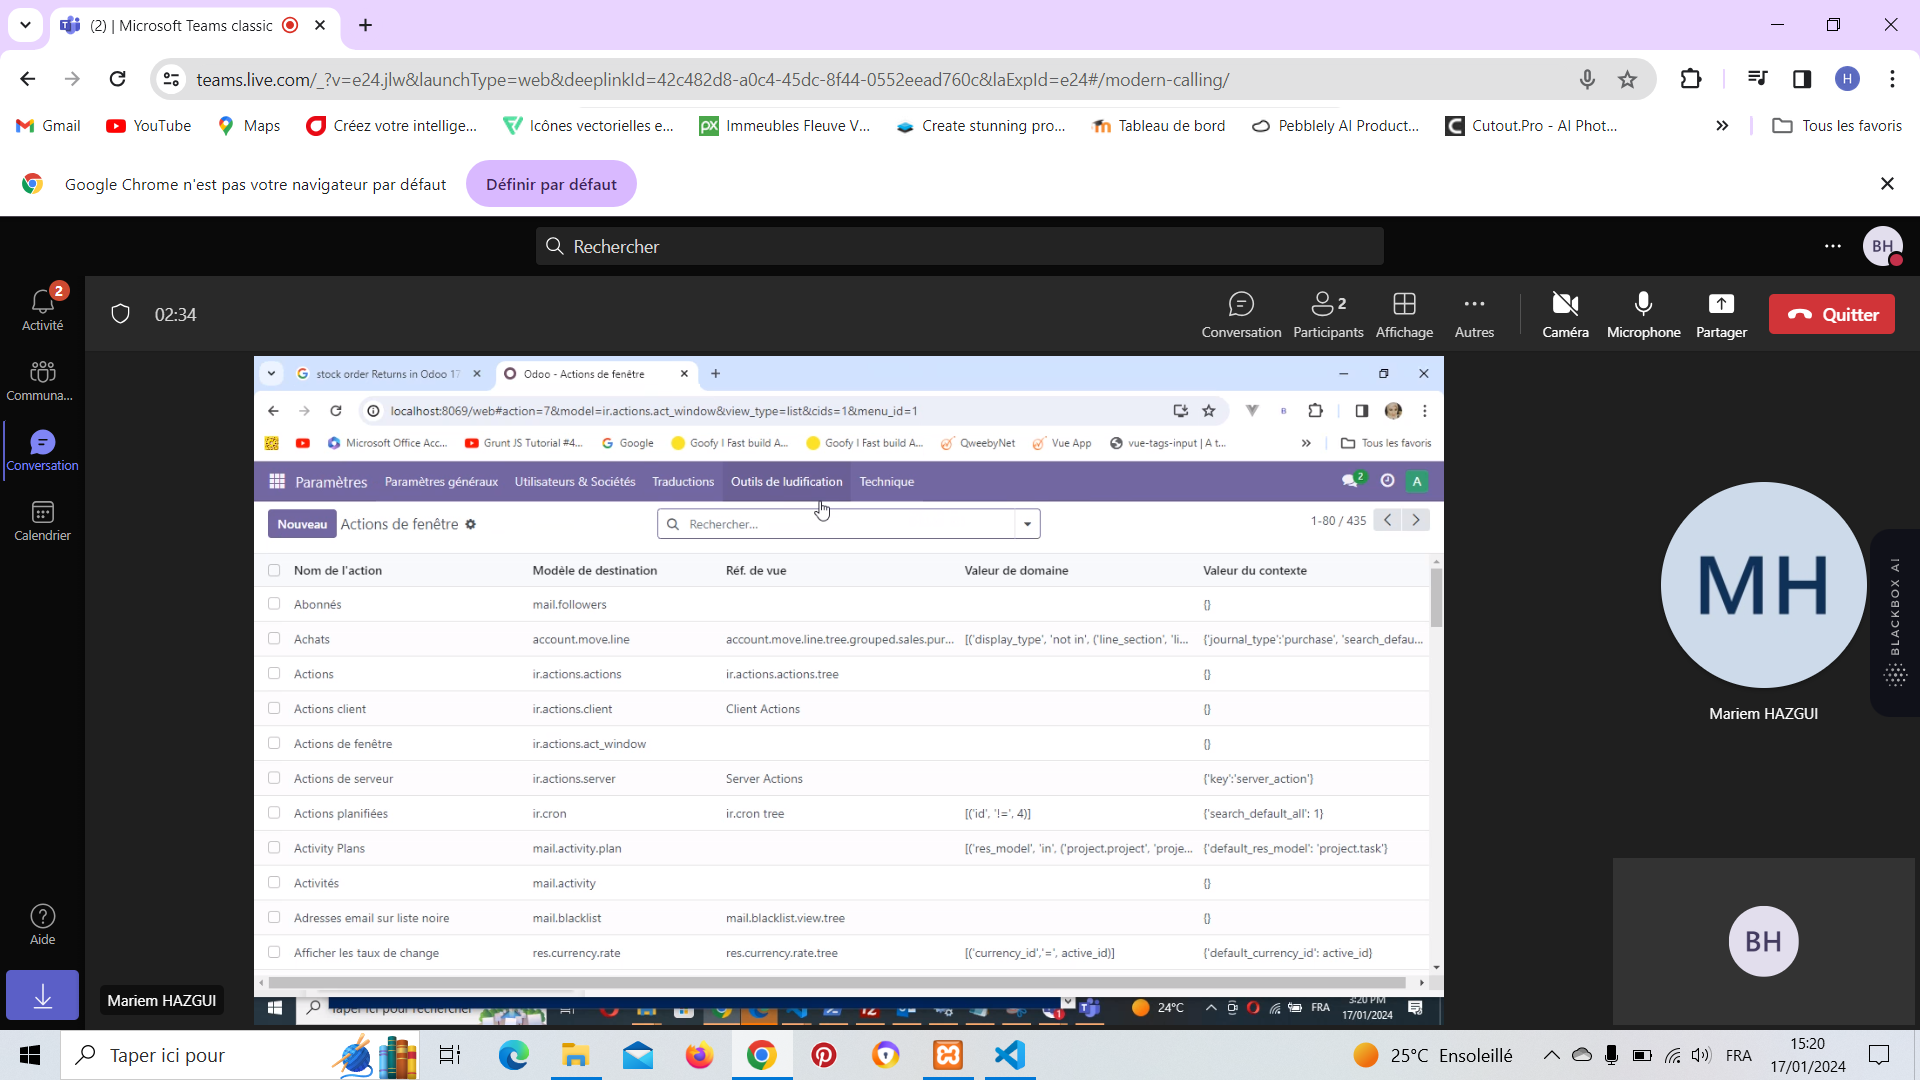 (2) | Microsoft Teams classic
teams.live.com/_?v=e24.jlw&launchType=web&deeplinkId=42c482d8-a0c4-45dc-8f44-0552eead760c&laExpId=e24#/modern-calling/
H
Gmail YouTube Maps Créez votre intellige... Icônes vectorielles e... Immeubles Fleuve V... Create stunning pro... Tableau de bord Pebblely AI Product... Cutout.Pro - AI Phot... » Tous les favoris
Google Chrome n'est pas votre navigateur par défaut Définir par défaut
Rechercher
BH
2
Activité
Communa...
Conversation
Calendrier
Aide
02:34
Conversation
Participants 2
Affichage
Autres
Caméra
Microphone
Partager
Quitter
stock order Returns in Odoo 17
Odoo - Actions de fenêtre
localhost:8069/web#action=7&model=ir.actions.act_window&view_type=list&cids=1&menu_id=1
Microsoft Office Acc... Grunt JS Tutorial #4... Google Goofy I Fast build A... Goofy I Fast build A... QweebyNet Vue App vue-tags-input | A t... » Tous les favoris
Paramètres Paramètres généraux Utilisateurs & Sociétés Traductions Outils de ludification Technique 2 A
Nouveau Actions de fenêtre Rechercher... 1-80 / 435
Nom de l'action Modèle de destination Réf. de vue Valeur de domaine Valeur du contexte
Abonnés mail.followers {}
Achats account.move.line account.move.line.tree.grouped.sales.pur... [('display_type', 'not in', ('line_section', 'li... {'journal_type':'purchase', 'search_defau...
Actions ir.actions.actions ir.actions.actions.tree {}
Actions client ir.actions.client Client Actions {}
Actions de fenêtre ir.actions.act_window {}
Actions de serveur ir.actions.server Server Actions {'key':'server_action'}
Actions planifiées ir.cron ir.cron tree [('id', '!=', 4)] {'search_default_all': 1}
Activity Plans mail.activity.plan [('res_model', 'in', ('project.project', 'proje... {'default_res_model': 'project.task'}
Activités mail.activity {}
Adresses email sur liste noire mail.blacklist mail.blacklist.view.tree {}
Afficher les taux de change res.currency.rate res.currency.rate.tree [('currency_id','=', active_id)] {'default_currency_id': active_id}
Taper ici pour rechercher 24°C FRA 3:20 PM
17/01/2024
Mariem HAZGUI
MH
Mariem HAZGUI
BLACKBOX AI
BH
Taper ici pour 25°C Ensoleillé FRA 15:20
17/01/2024